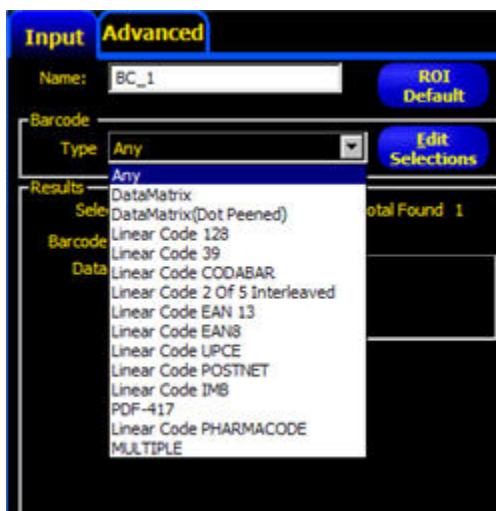 Input Advanced
Name: BC_1 ROI Default
Barcode
Type Any Edit Selections
Any
Results
DataMatrix
Sele DataMatrix(Dot Peened) otal Found 1
Linear Code 128
Barcode Linear Code 39
Data Linear Code CODABAR
Linear Code 2 Of 5 Interleaved
Linear Code EAN 13
Linear Code EAN8
Linear Code UPCE
Linear Code POSTNET
Linear Code IMB
PDF-417
Linear Code PHARMACODE
MULTIPLE